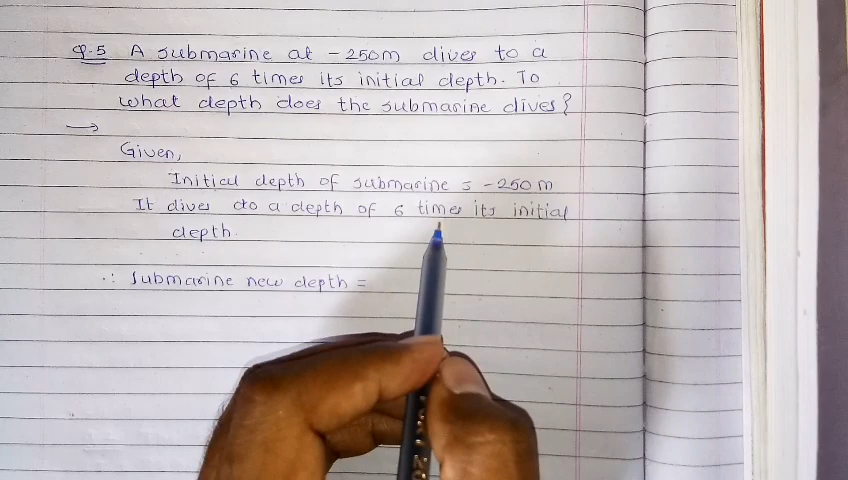 Q.5 A submarine at - 250m dives to a
depth of 6 times its initial depth. To
what depth does the submarine dives?
→
Given,
Initial depth of submarine = -250 m
It dives to a depth of 6 times its initial
depth.
∴ Submarine new depth =